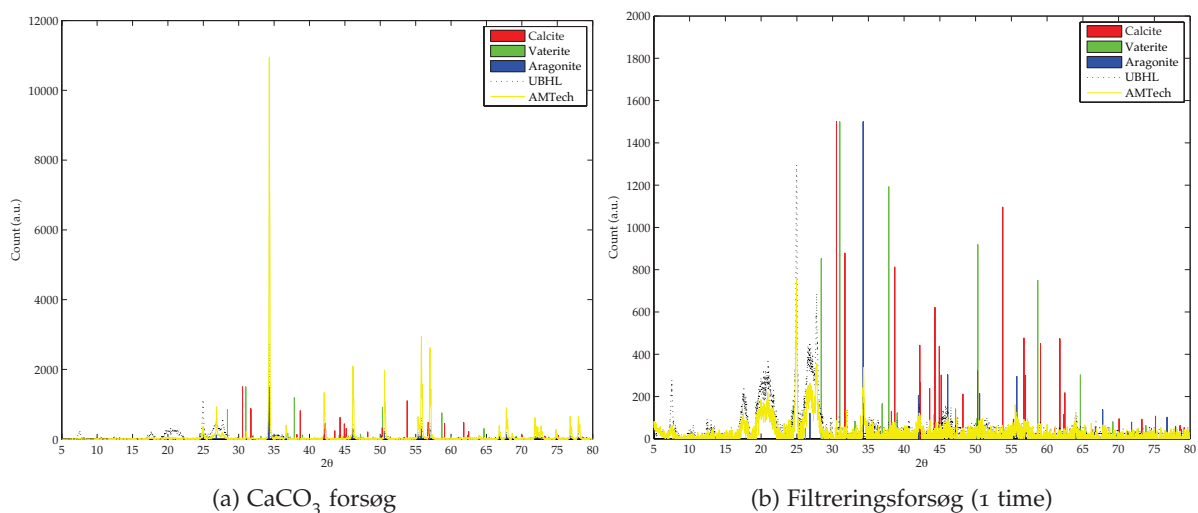 12000
10000
8000
6000
4000
2000
0
Count (a.u.)
5 10 15 20 25 30 35 40 45 50 55 60 65 70 75 80
2θ
Calcite
Vaterite
Aragonite
UBHL
AMTech
(a) CaCO₃ forsøg
2000
1800
1600
1400
1200
1000
800
600
400
200
0
Count (a.u.)
5 10 15 20 25 30 35 40 45 50 55 60 65 70 75 80
2θ
Calcite
Vaterite
Aragonite
UBHL
AMTech
(b) Filtreringsforsøg (1 time)